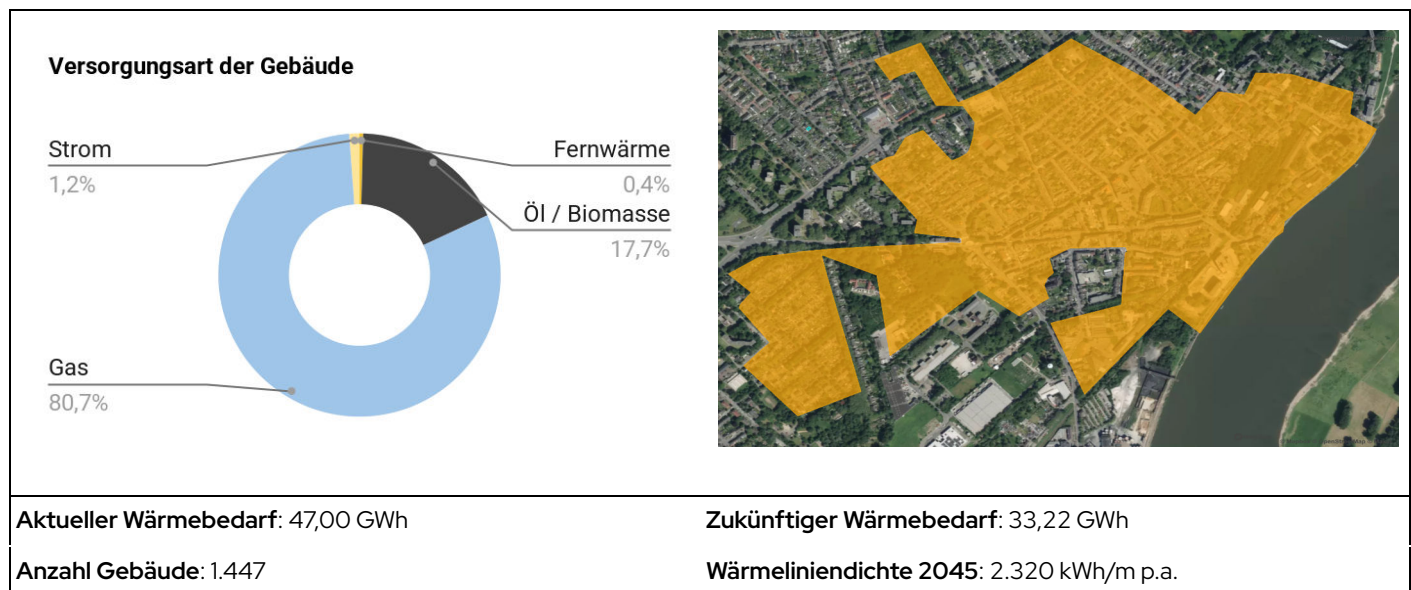 Versorgungsart der Gebäude
Strom
1,2%
Fernwärme
0,4%
Öl / Biomasse
17,7%
Gas
80,7%
Aktueller Wärmebedarf: 47,00 GWh
Zukünftiger Wärmebedarf: 33,22 GWh
Anzahl Gebäude: 1.447
Wärmeliniendichte 2045: 2.320 kWh/m p.a.